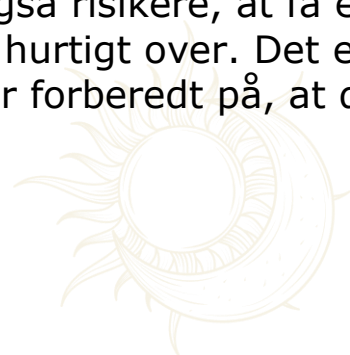 også risikere, at få e
hurtigt over. Det e
r forberedt på, at d